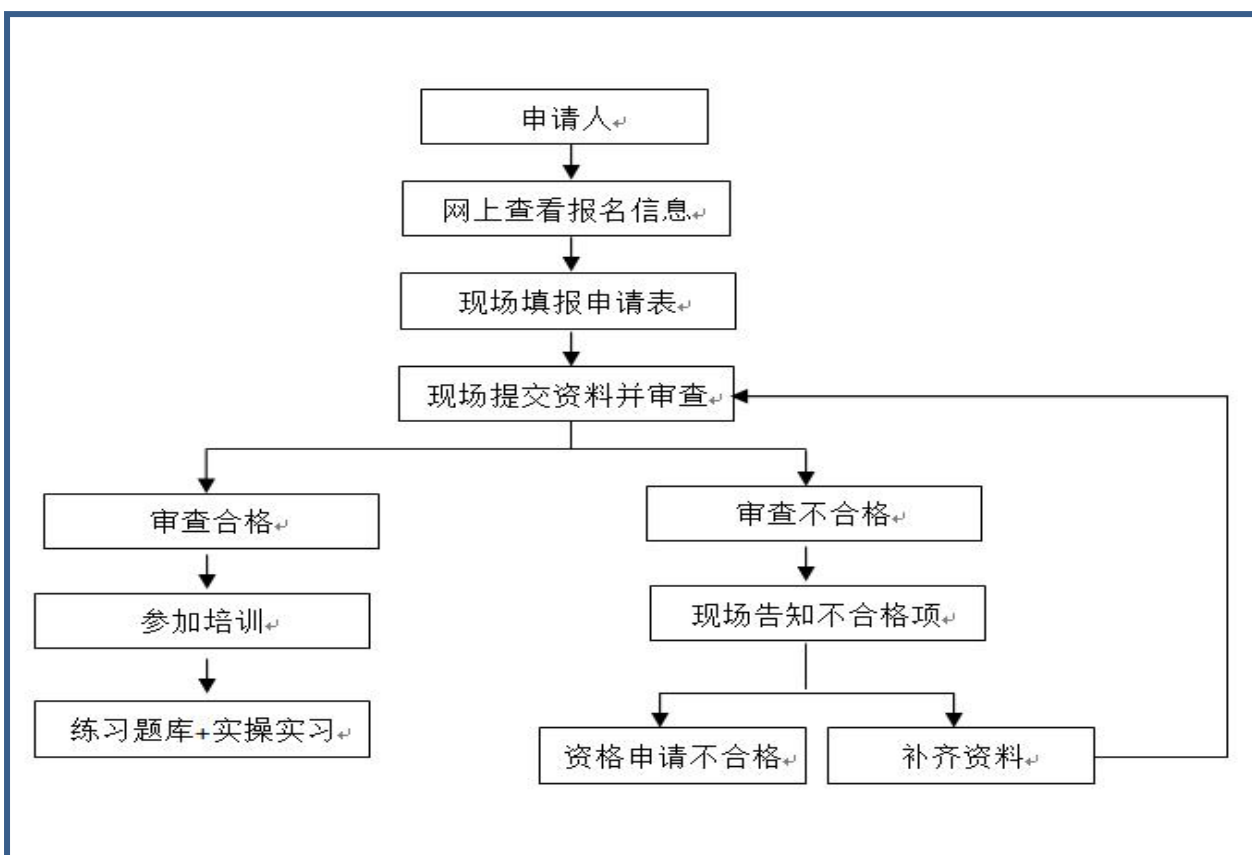 申请人
网上查看报名信息
现场填报申请表
现场提交资料并审查
审查合格
审查不合格
参加培训
现场告知不合格项
练习题库+实操实习
资格申请不合格
补齐资料